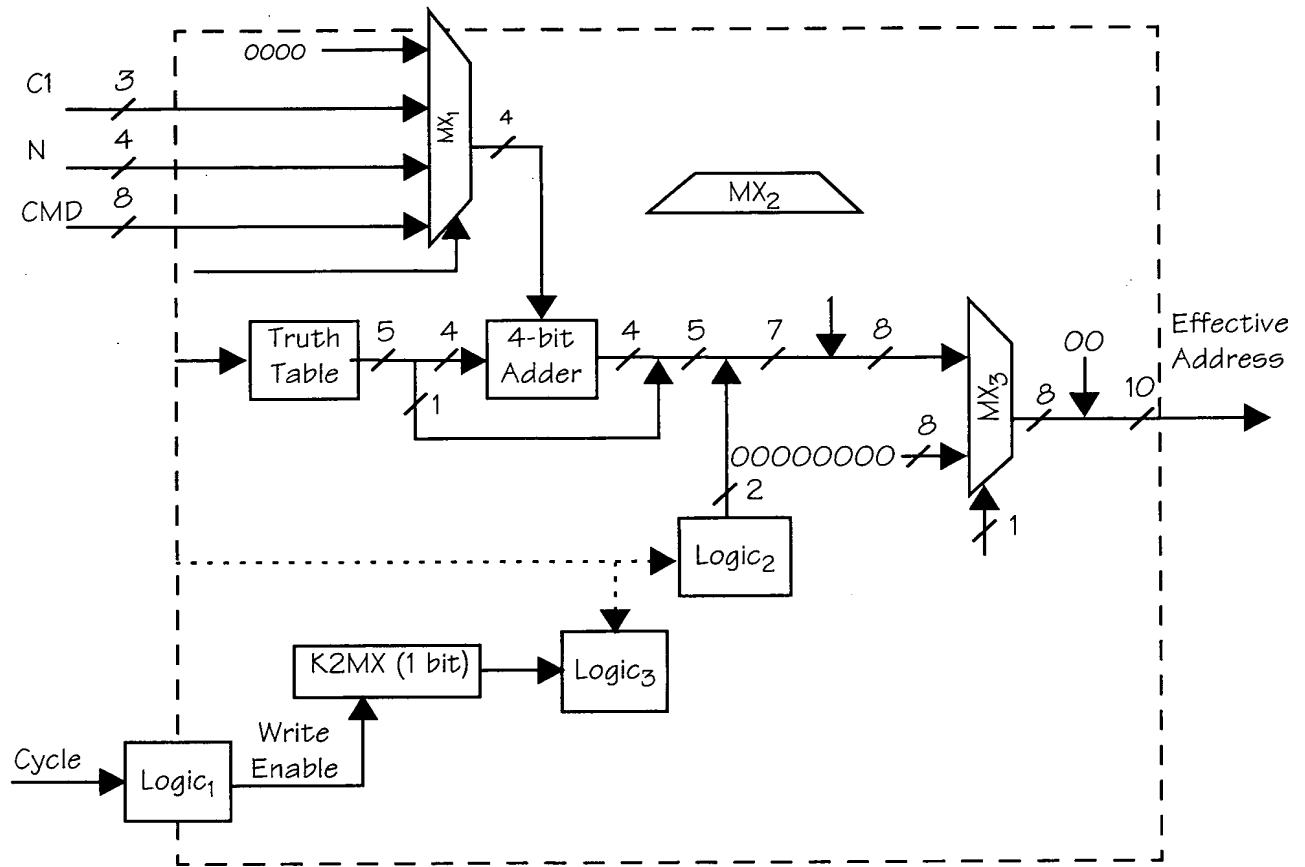 0000
C1
3
MX1
4
N
4
CMD
8
MX2
Truth
Table
5
4
4-bit
Adder
4
5
7
1
8
MX3
00
8
10
Effective
Address
1
00000000
8
2
1
Logic2
K2MX (1 bit)
Logic3
Cycle
Logic1
Write
Enable